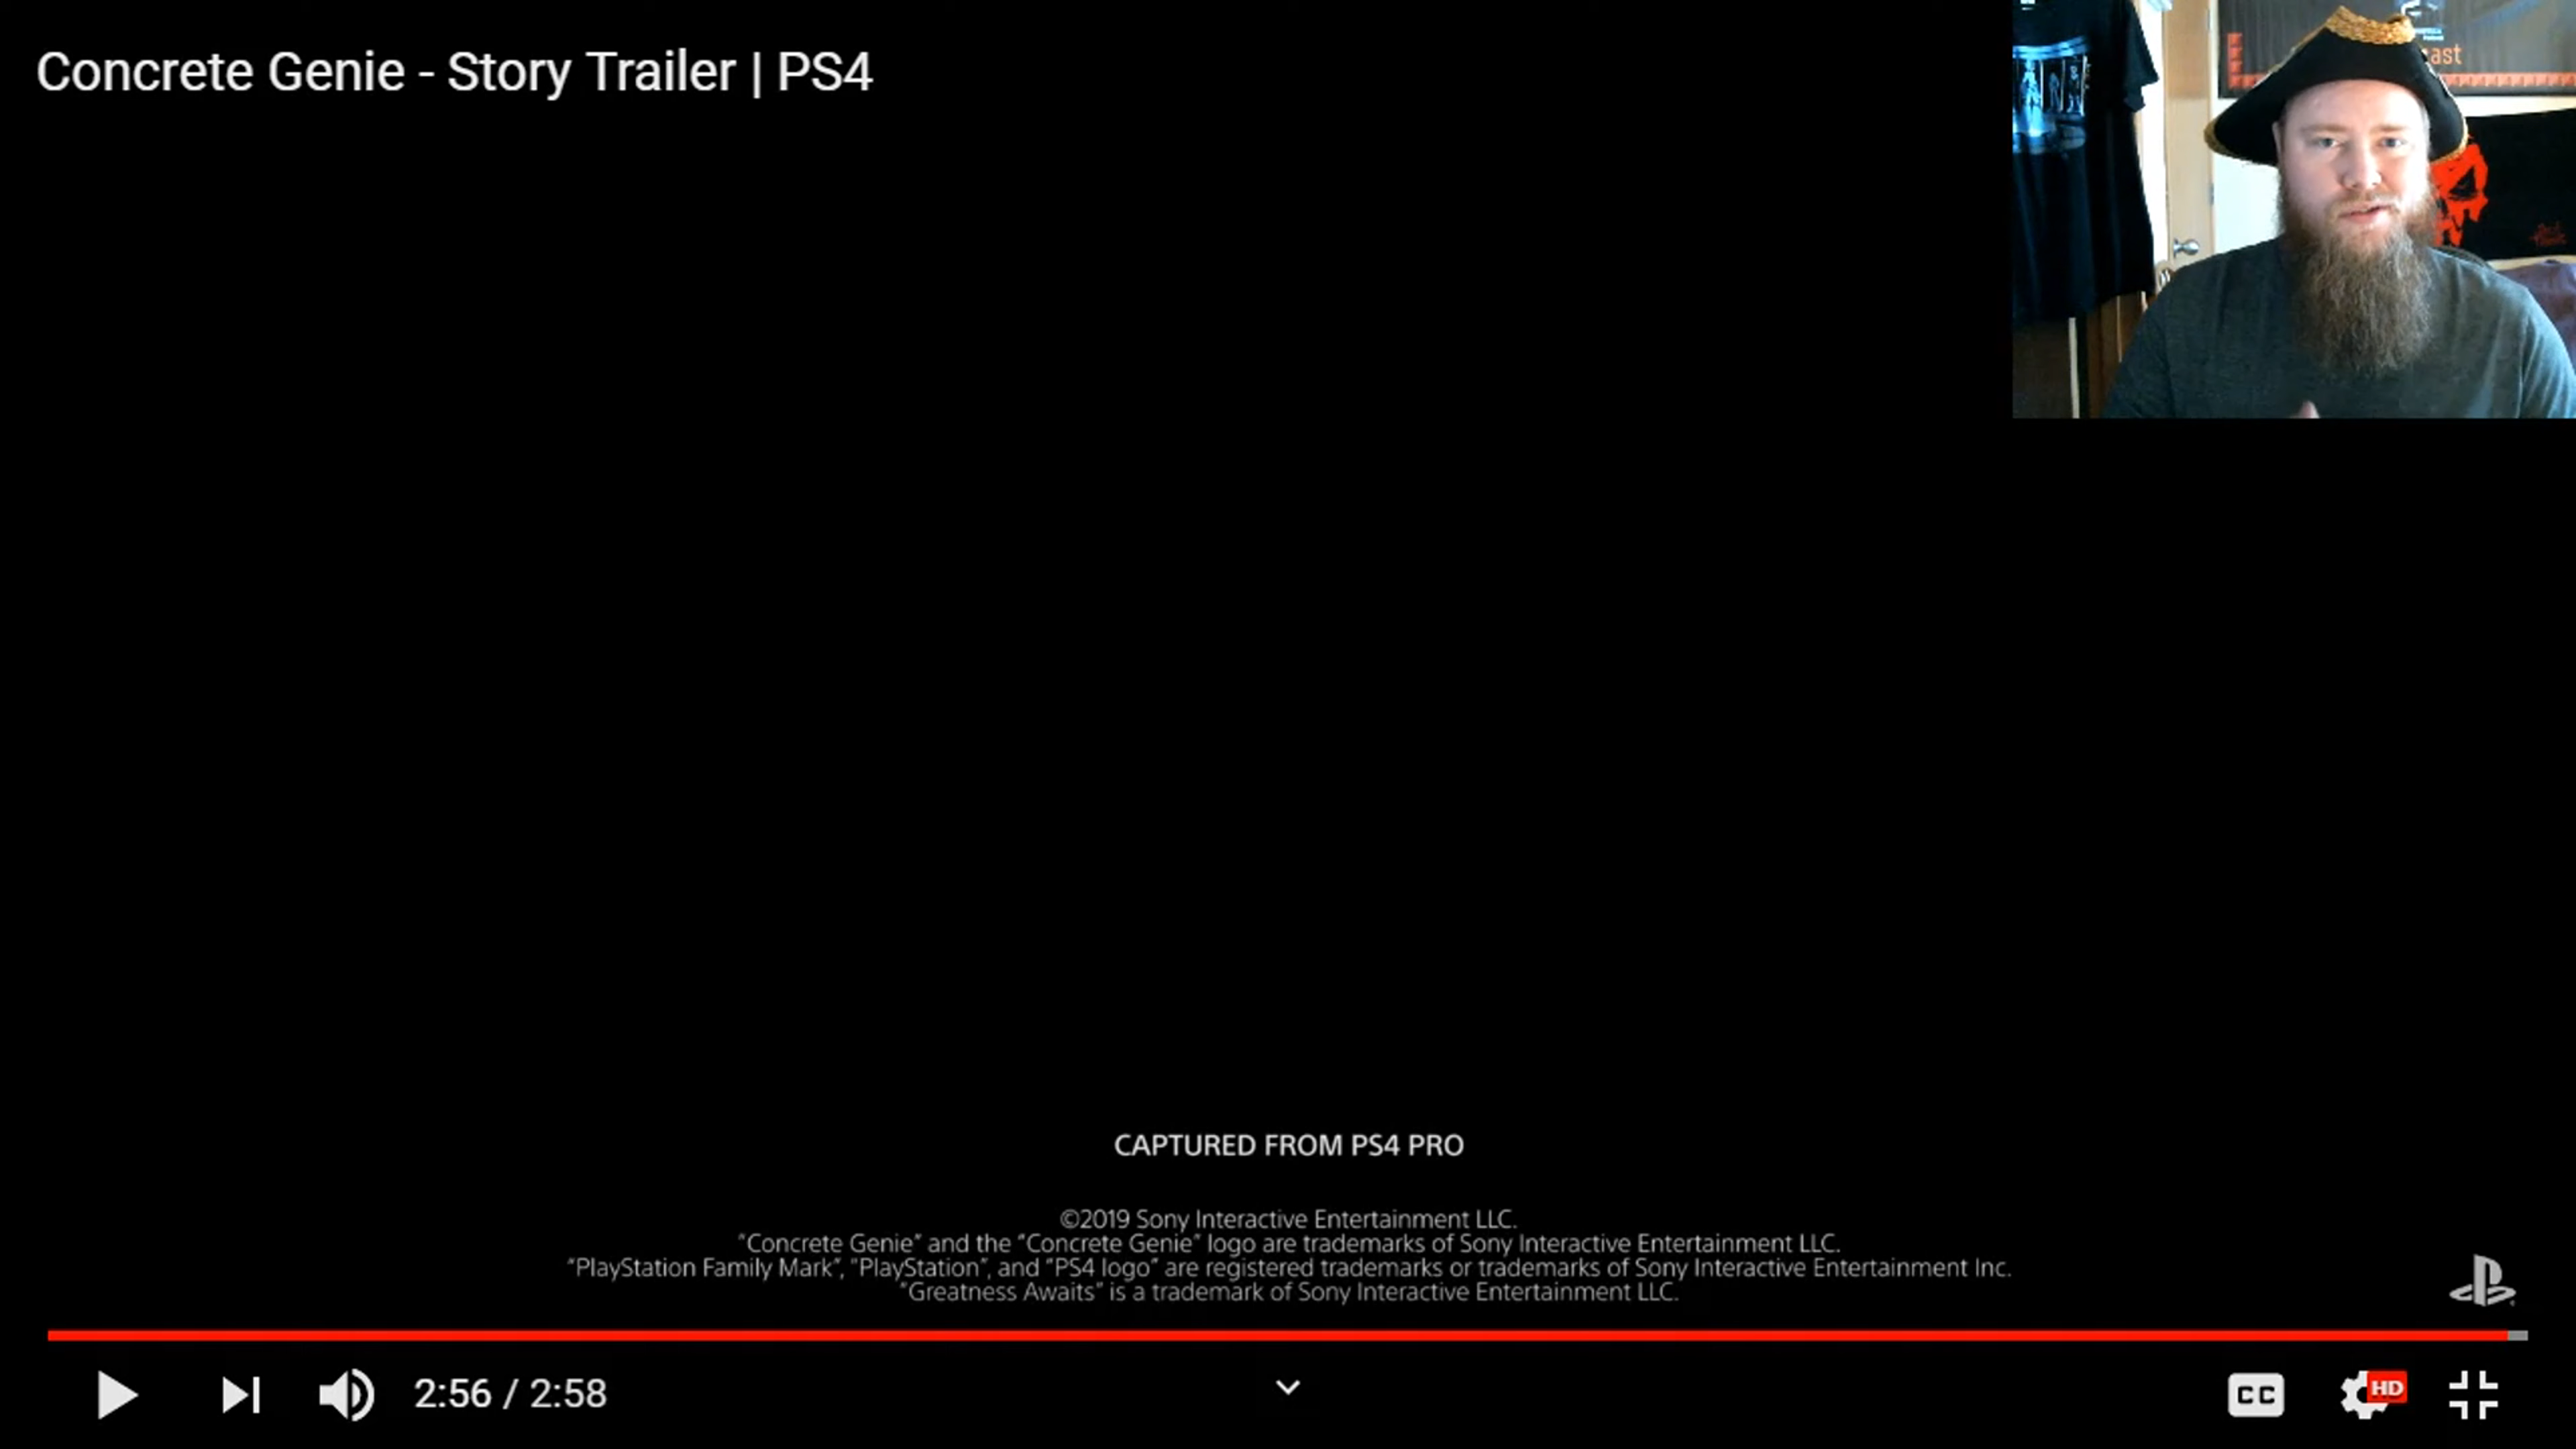 Concrete Genie - Story Trailer | PS4
ast
CAPTURED FROM PS4 PRO
©2019 Sony Interactive Entertainment LLC.
"Concrete Genie" and the "Concrete Genie" logo are trademarks of Sony Interactive Entertainment LLC.
"PlayStation Family Mark", "PlayStation", and "PS4 logo" are registered trademarks or trademarks of Sony Interactive Entertainment Inc.
"Greatness Awaits" is a trademark of Sony Interactive Entertainment LLC.
2:56 / 2:58
CC
HD